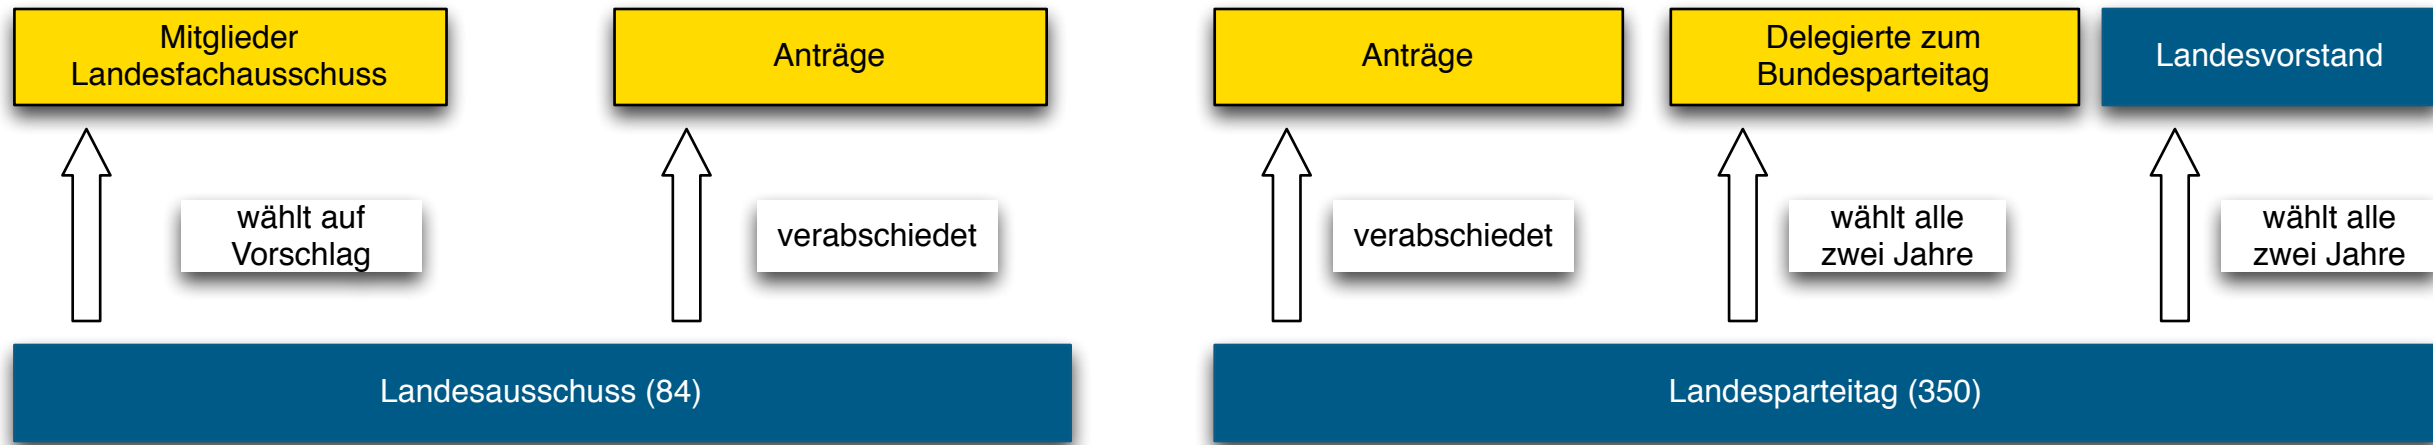 Mitglieder
Landesfachausschuss
Anträge
Anträge
Delegierte zum
Bundesparteitag
Landesvorstand
wählt auf
Vorschlag
verabschiedet
verabschiedet
wählt alle
zwei Jahre
wählt alle
zwei Jahre
Landesausschuss (84)
Landesparteitag (350)